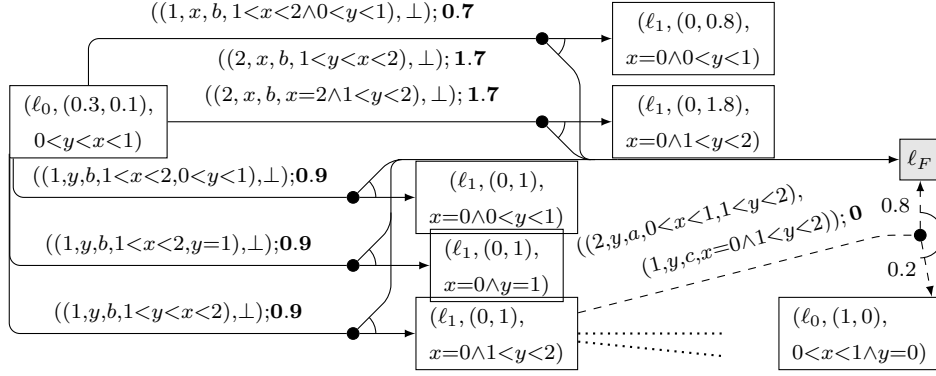 ((1, x, b, 1<x<2∧0<y<1), ⊥); 0.7
(ℓ₁, (0, 0.8),
x=0∧0<y<1)
((2, x, b, 1<y<x<2), ⊥); 1.7
((2, x, b, x=2∧1<y<2), ⊥); 1.7
(ℓ₀, (0.3, 0.1),
0<y<x<1)
(ℓ₁, (0, 1.8),
x=0∧1<y<2)
ℓF
((1,y,b,1<x<2,0<y<1),⊥);0.9
(ℓ₁, (0, 1),
x=0∧0<y<1)
((2,y,a,0<x<1,1<y<2),
(1,y,c,x=0∧1<y<2)); 0
0.8
((1,y,b,1<x<2,y=1),⊥);0.9
(ℓ₁, (0, 1),
x=0∧y=1)
0.2
((1,y,b,1<y<x<2),⊥);0.9
(ℓ₁, (0, 1),
x=0∧1<y<2)
(ℓ₀, (1, 0),
0<x<1∧y=0)